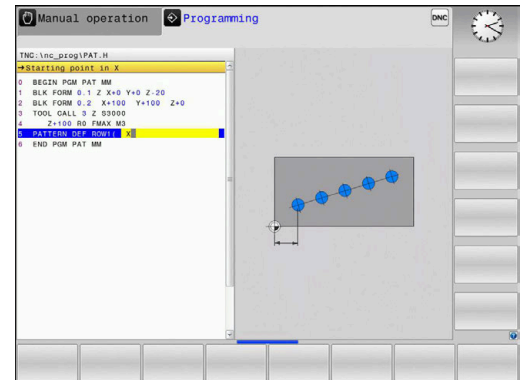 Manual operation
Programming
DNC
TNC:\nc_prog\PAT.H
→Starting point in X
0 BEGIN PGM PAT MM
1 BLK FORM 0.1 Z X+0 Y+0 Z-20
2 BLK FORM 0.2 X+100 Y+100 Z+0
3 TOOL CALL 3 Z S3000
4 Z+100 R0 FMAX M3
5 PATTERN DEF ROW1( X
6 END PGM PAT MM